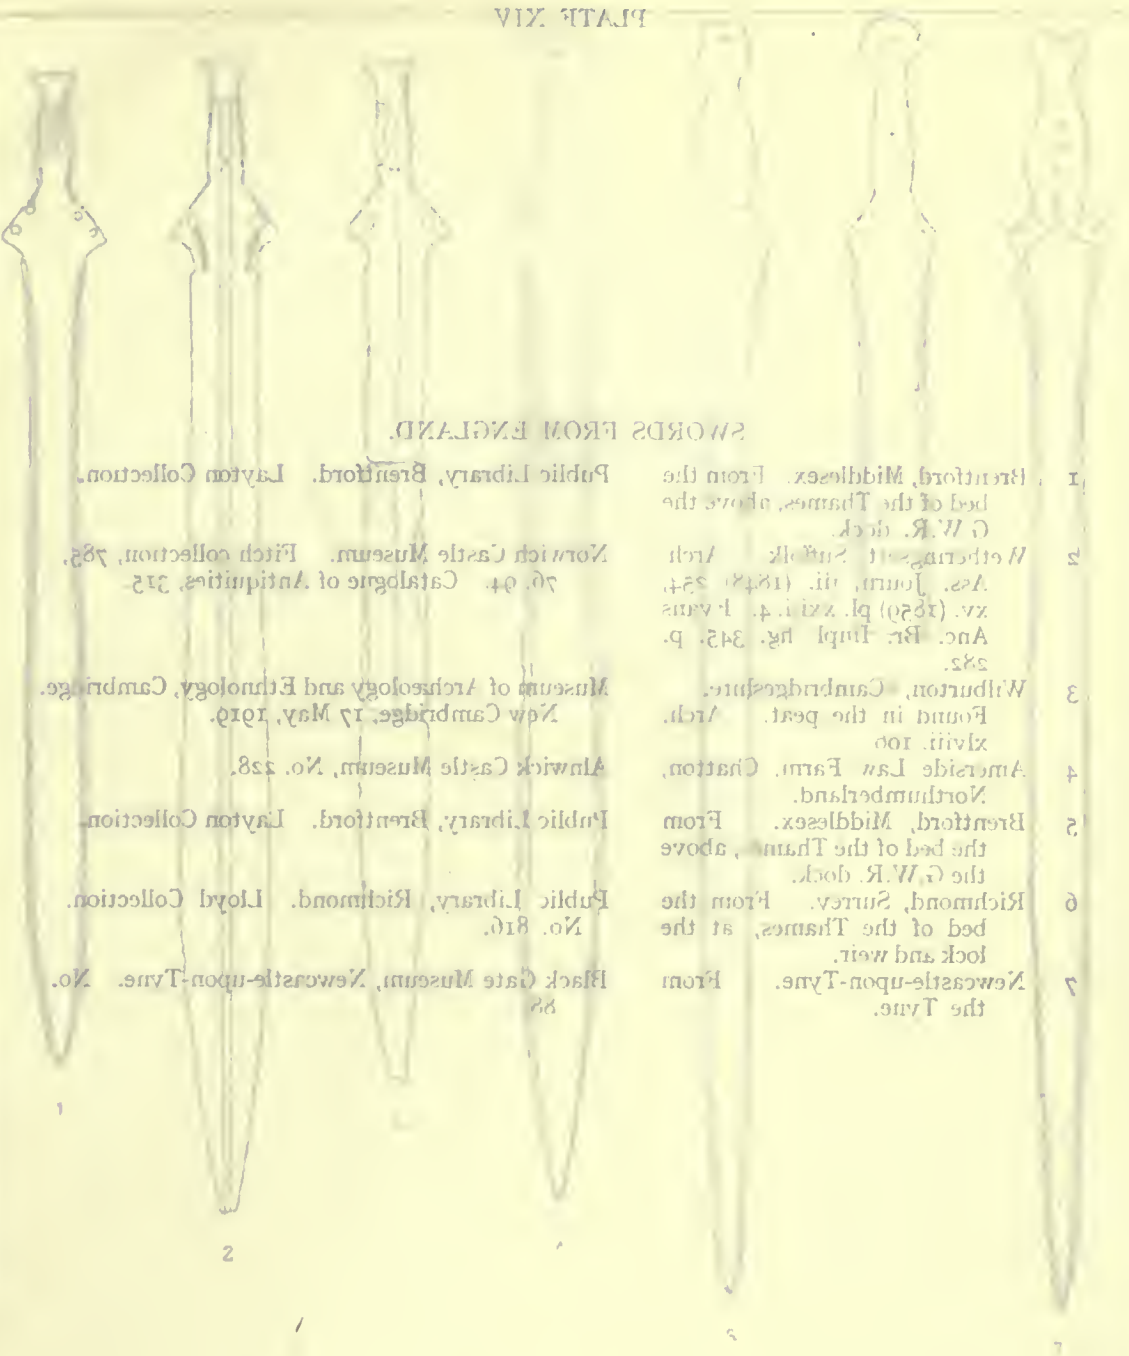 PLATE XIV
SWORDS FROM ENGLAND.
1 Brentford, Middlesex. From the
bed of the Thames, above the
G.W.R. dock.
Public Library, Brentford. Layton Collection.
2 Suffolk. Arch.
Ass. Journ, iii. (1848) 254,
xv. (1859) pl. Evans
Anc. Br. Impl fig. 345. p.
282.
Norwich Castle Museum. Fitch collection, 785,
76. 94. Catalogue of Antiquities, 315
3 Wilburton, Cambridgeshire.
Found in the peat. Arch.
xlviii. 106
Museum of Archæology and Ethnology, Cambridge.
New Cambridge, 17 May, 1919.
4 Amerside Law Farm. Chatton,
Northumberland.
Alnwick Castle Museum, No. 228.
5 Brentford, Middlesex. From
the bed of the Thames, above
the G.W.R. dock.
Public Library, Brentford. Layton Collection.
6 Richmond, Surrey. From the
bed of the Thames, at the
lock and weir.
Public Library, Richmond. Lloyd Collection.
No. 816.
7 Newcastle-upon-Tyne. From
the Tyne.
Black Gate Museum, Newcastle-upon-Tyne. No.
88
1
2
5
7